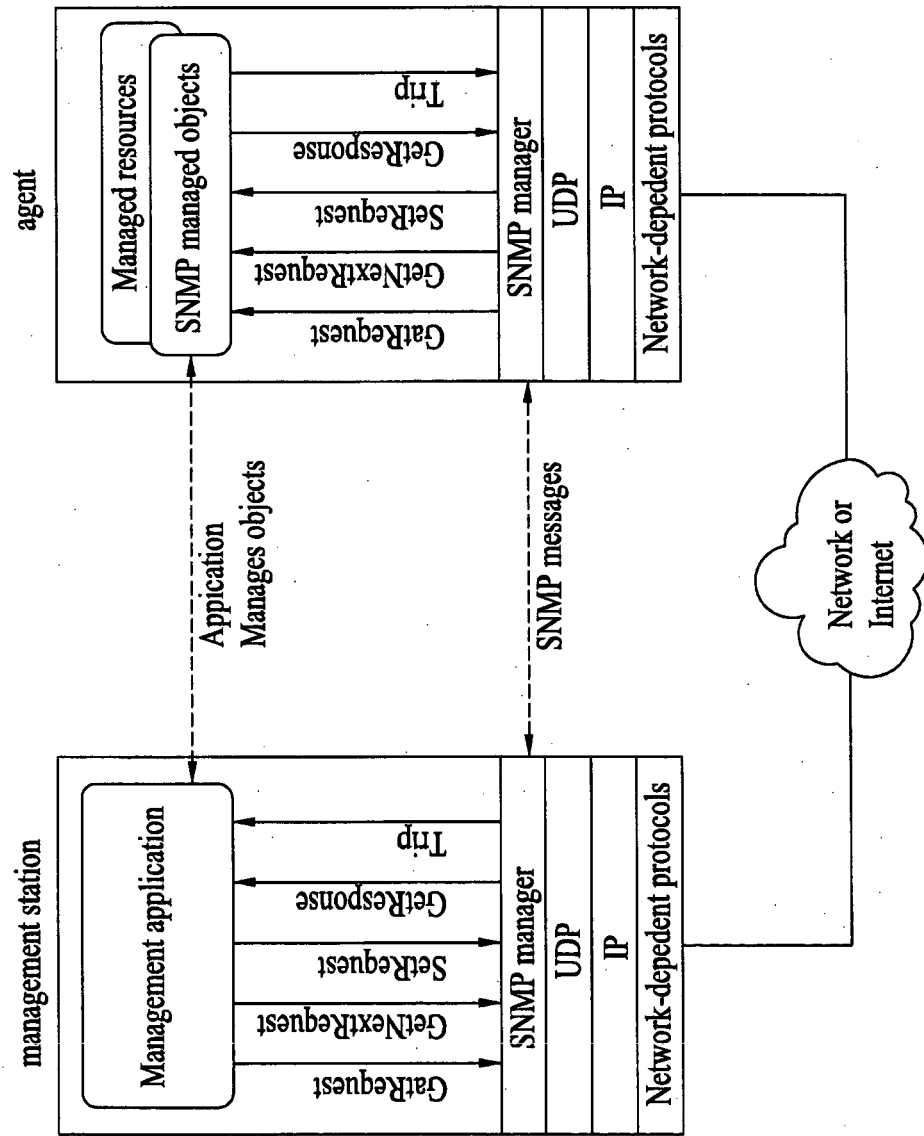 management station
Management application
GatRequest
GetNextRequest
SetRequest
GetResponse
Trip
SNMP manager
UDP
IP
Network-depedent protocols
Appication
Manages objects
SNMP messages
Network or
Internet
agent
Managed resources
SNMP managed objects
GatRequest
GetNextRequest
SetRequest
GetResponse
Trip
SNMP manager
UDP
IP
Network-depedent protocols